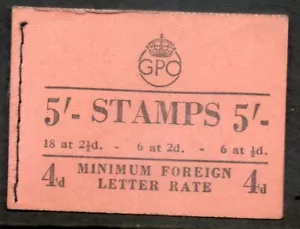 GPO
5/- STAMPS 5/-
18 at 2½d. - 6 at 2d. - 6 at ½d.
MINIMUM FOREIGN
4d LETTER RATE 4d